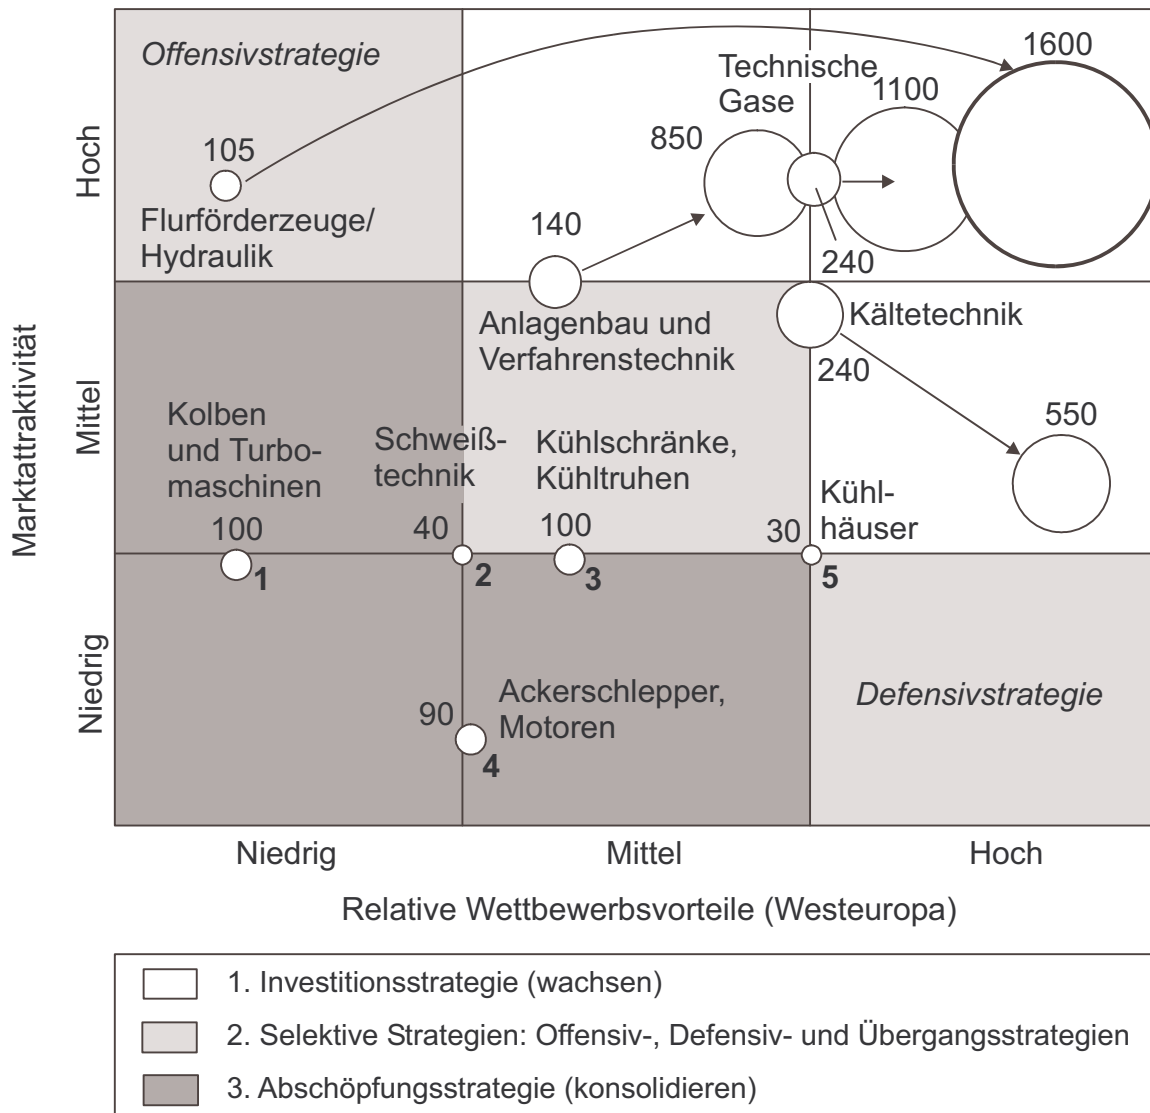 Offensivstrategie
1600
Technische
Gase
1100
850
105
Flurförderzeuge/
Hydraulik
140
240
Hoch
Anlagenbau und
Verfahrenstechnik
Kältetechnik
240
550
Marktattraktivität
Mittel
Kolben
und Turbo-
maschinen
100
1
Schweiß-
technik
40
2
Kühlschränke,
Kühltruhen
100
3
Kühl-
häuser
30
5
Niedrig
Ackerschlepper,
Motoren
90
4
Defensivstrategie
Niedrig
Mittel
Hoch
Relative Wettbewerbsvorteile (Westeuropa)
1. Investitionsstrategie (wachsen)
2. Selektive Strategien: Offensiv-, Defensiv- und Übergangsstrategien
3. Abschöpfungsstrategie (konsolidieren)